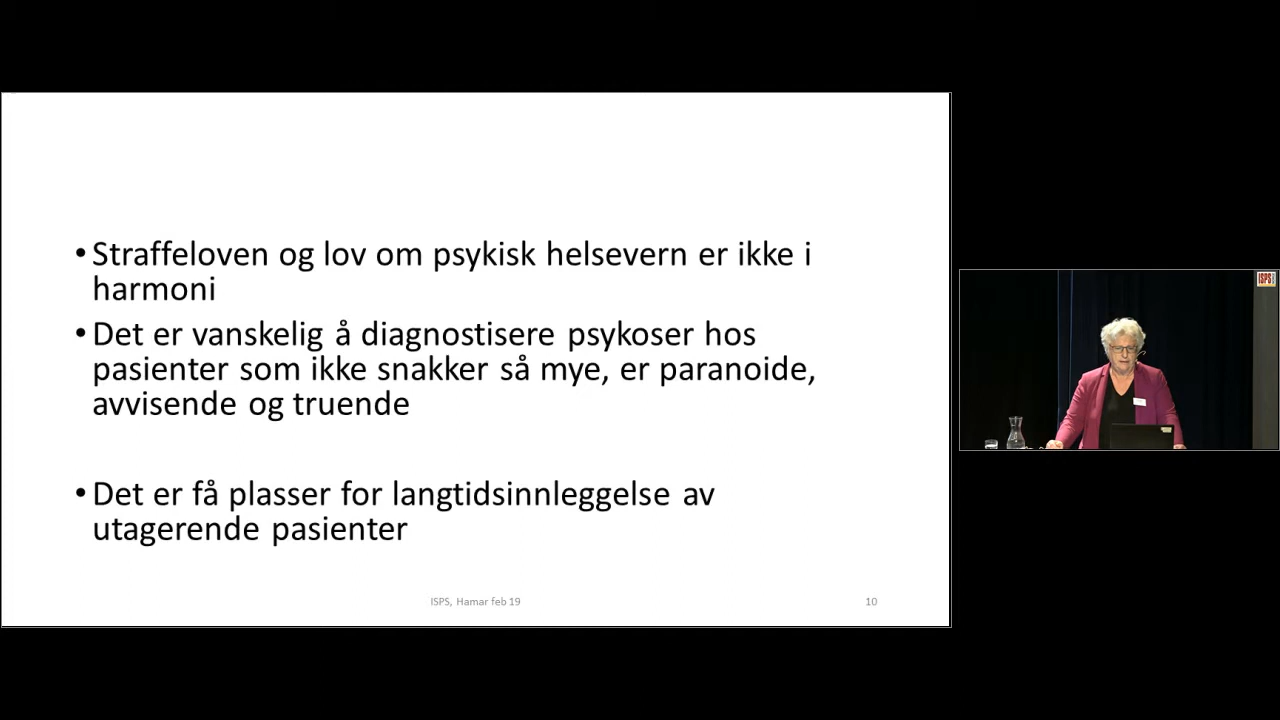 • Straffeloven og lov om psykisk helsevern er ikke i
harmoni
• Det er vanskelig å diagnostisere psykoser hos
pasienter som ikke snakker så mye, er paranoide,
avvisende og truende
• Det er få plasser for langtidsinnleggelse av
utagerende pasienter
ISPS, Hamar feb 19
10
ISPS